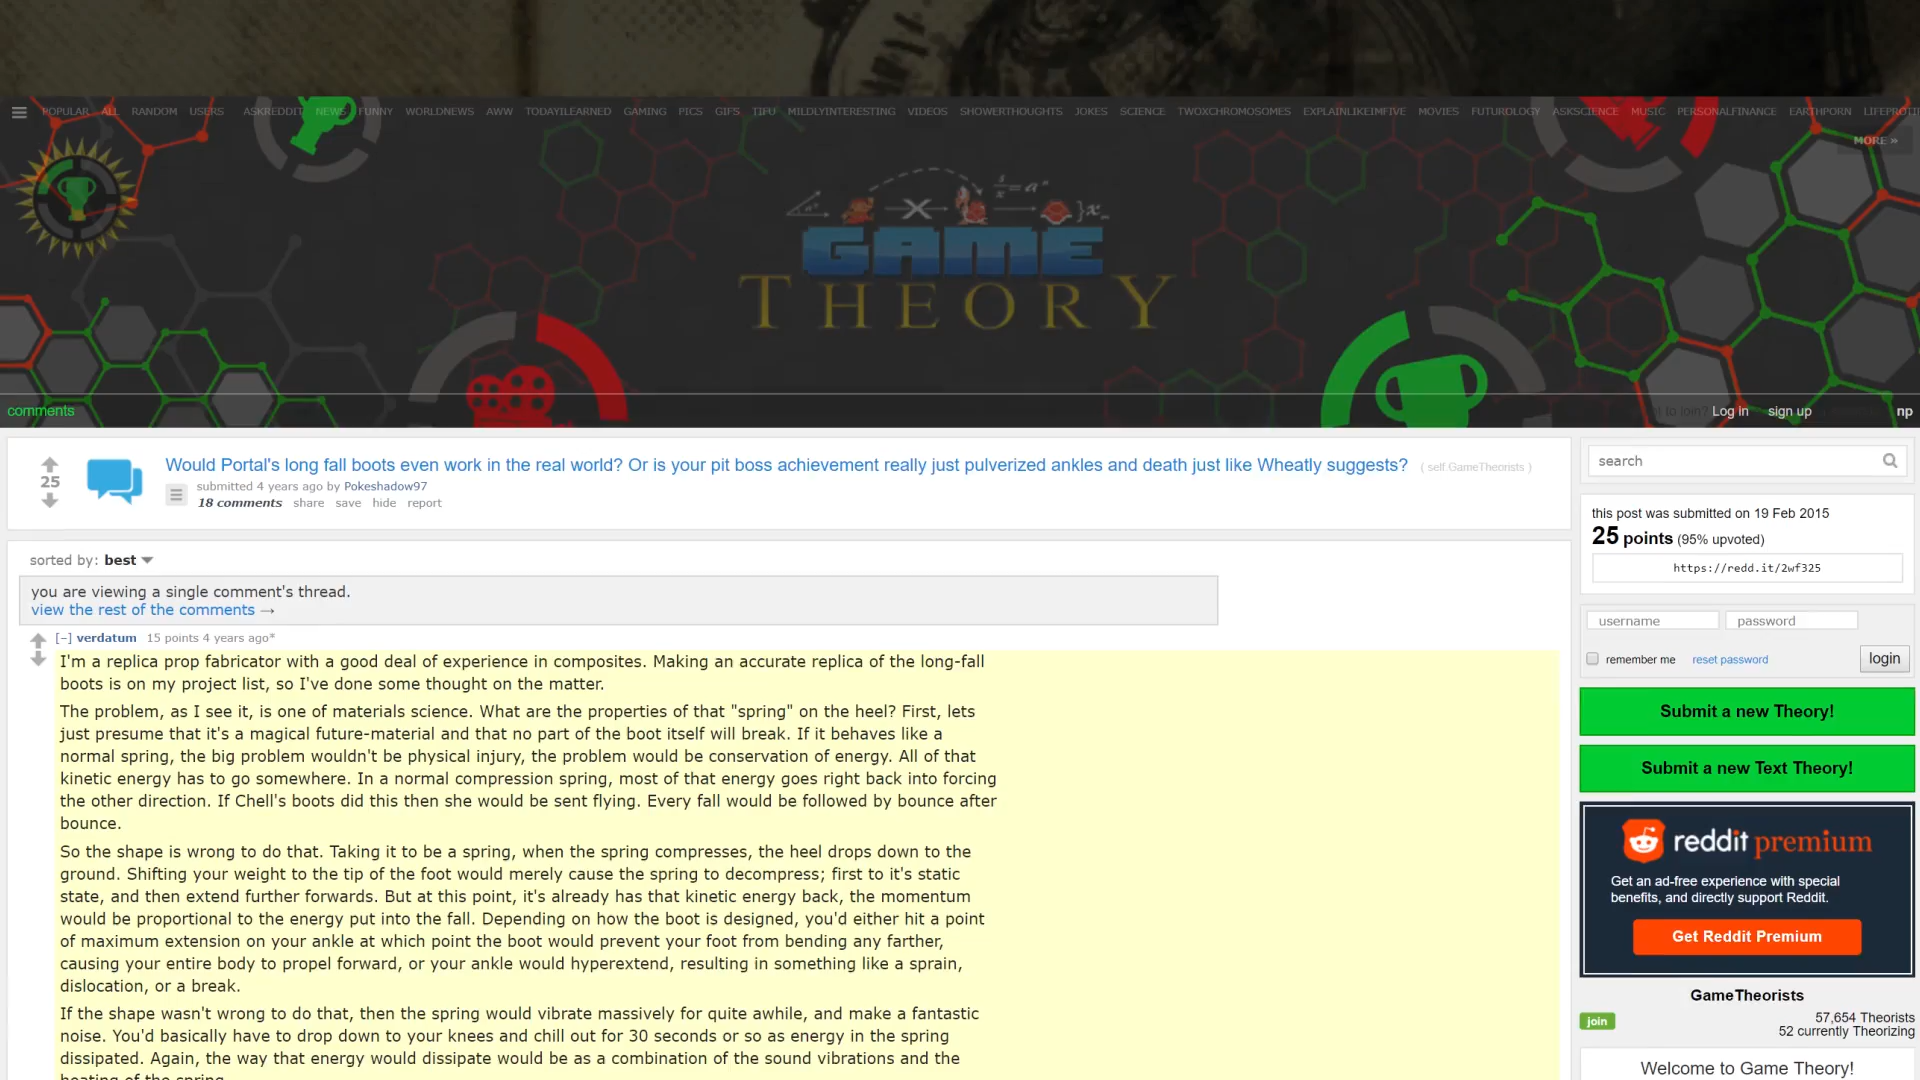 POPULAR ALL RANDOM USERS ASKREDDIT NEWS FUNNY WORLDNEWS AWW TODAYILEARNED GAMING PICS GIFS TIFU MILDLYINTERESTING VIDEOS SHOWERTHOUGHTS JOKES SCIENCE TWOXCHROMOSOMES EXPLAINLIKEIMFIVE MOVIES FUTUROLOGY ASKSCIENCE MUSIC PERSONALFINANCE EARTHPORN
MORE »
GAME
THEORY
comments
Log in sign up np
Would Portal's long fall boots even work in the real world? Or is your pit boss achievement really just pulverized ankles and death just like Wheatly suggests? ( self.GameTheorists )
25
submitted 4 years ago by Pokeshadow97
18 comments share save hide report
search
this post was submitted on 19 Feb 2015
25 points (95% upvoted)
https://redd.it/2wf325
username password
remember me reset password login
Submit a new Theory!
Submit a new Text Theory!
reddit premium
Get an ad-free experience with special
benefits, and directly support Reddit.
Get Reddit Premium
GameTheorists
join 57,654 Theorists
52 currently Theorizing
Welcome to Game Theory!
sorted by: best
you are viewing a single comment's thread.
view the rest of the comments →
[–] verdatum 15 points 4 years ago*
I'm a replica prop fabricator with a good deal of experience in composites. Making an accurate replica of the long-fall
boots is on my project list, so I've done some thought on the matter.
The problem, as I see it, is one of materials science. What are the properties of that "spring" on the heel? First, lets
just presume that it's a magical future-material and that no part of the boot itself will break. If it behaves like a
normal spring, the big problem wouldn't be physical injury, the problem would be conservation of energy. All of that
kinetic energy has to go somewhere. In a normal compression spring, most of that energy goes right back into forcing
the other direction. If Chell's boots did this then she would be sent flying. Every fall would be followed by bounce after
bounce.
So the shape is wrong to do that. Taking it to be a spring, when the spring compresses, the heel drops down to the
ground. Shifting your weight to the tip of the foot would merely cause the spring to decompress; first to it's static
state, and then extend further forwards. But at this point, it's already has that kinetic energy back, the momentum
would be proportional to the energy put into the fall. Depending on how the boot is designed, you'd either hit a point
of maximum extension on your ankle at which point the boot would prevent your foot from bending any farther,
causing your entire body to propel forward, or your ankle would hyperextend, resulting in something like a sprain,
dislocation, or a break.
If the shape wasn't wrong to do that, then the spring would vibrate massively for quite awhile, and make a fantastic
noise. You'd basically have to drop down to your knees and chill out for 30 seconds or so as energy in the spring
dissipated. Again, the way that energy would dissipate would be as a combination of the sound vibrations and the
heating of the spring